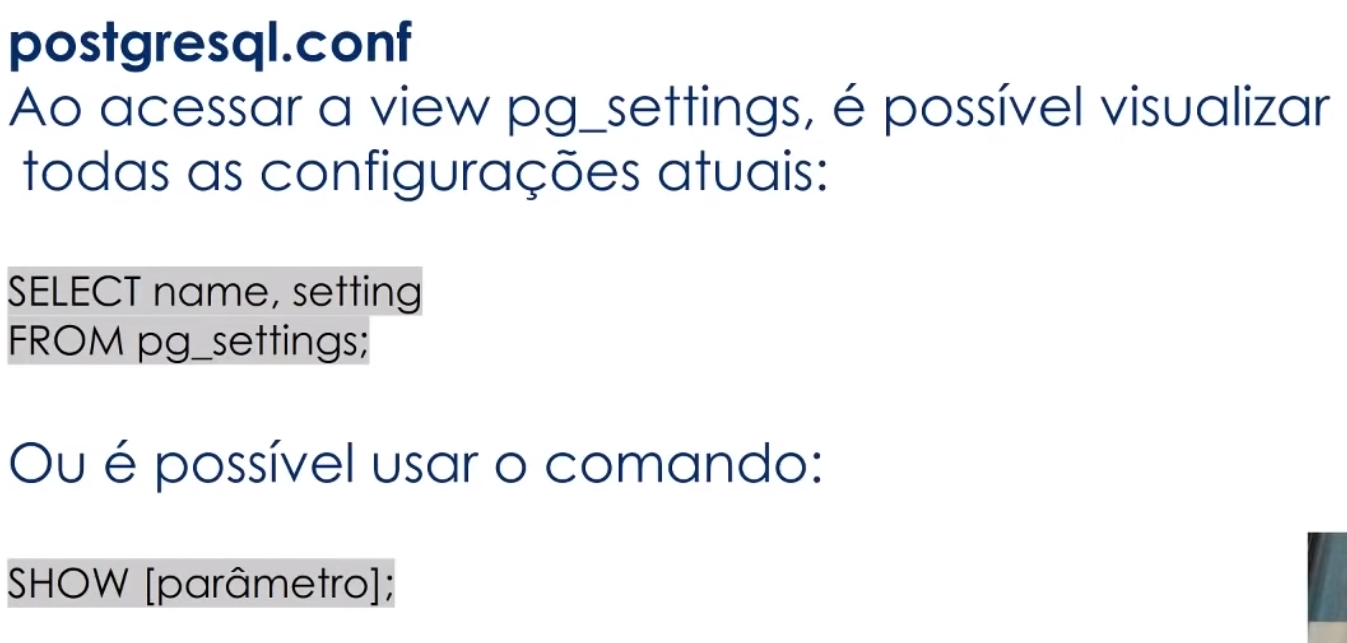 postgresql.conf
Ao acessar a view pg_settings, é possível visualizar
todas as configurações atuais:
SELECT name, setting
FROM pg_settings;
Ou é possível usar o comando:
SHOW [parâmetro];